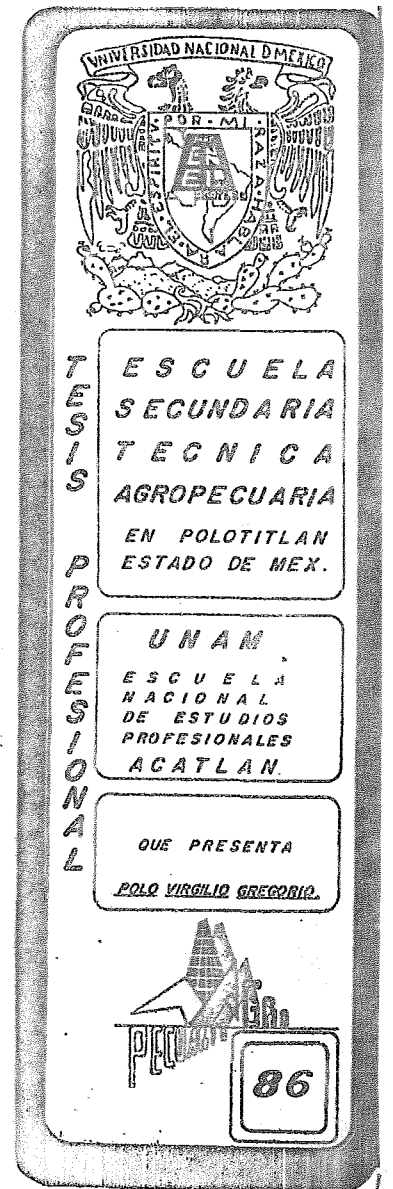 UNIVERSIDAD NACIONAL D MEXICO
POR MI RAZA HABLARA EL ESPIRITU
TESIS PROFESIONAL
ESCUELA
SECUNDARIA
TECNICA
AGROPECUARIA
EN POLOTITLAN
ESTADO DE MEX.
UNAM
ESCUELA
NACIONAL
DE ESTUDIOS
PROFESIONALES
ACATLAN.
QUE PRESENTA
POLO VIRGILIO GREGORIO.
86